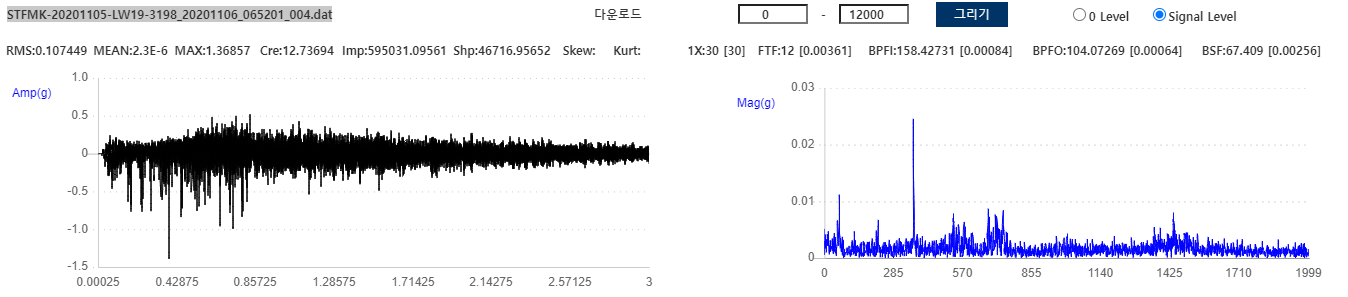 STFMK-20201105-LW19-3198_20201106_065201_004.dat 다운로드
0 - 12000 그리기 0 Level Signal Level
RMS:0.107449 MEAN:2.3E-6 MAX:1.36857 Cre:12.73694 Imp:595031.09561 Shp:46716.95652 Skew: Kurt:
1X:30 [30] FTF:12 [0.00361] BPFI:158.42731 [0.00084] BPFO:104.07269 [0.00064] BSF:67.409 [0.00256]
Amp(g)
1.0
0.5
0
-0.5
-1.0
-1.5
0.00025 0.42875 0.85725 1.28575 1.71425 2.14275 2.57125 3
Mag(g)
0.03
0.02
0.01
0
0 285 570 855 1140 1425 1710 1999